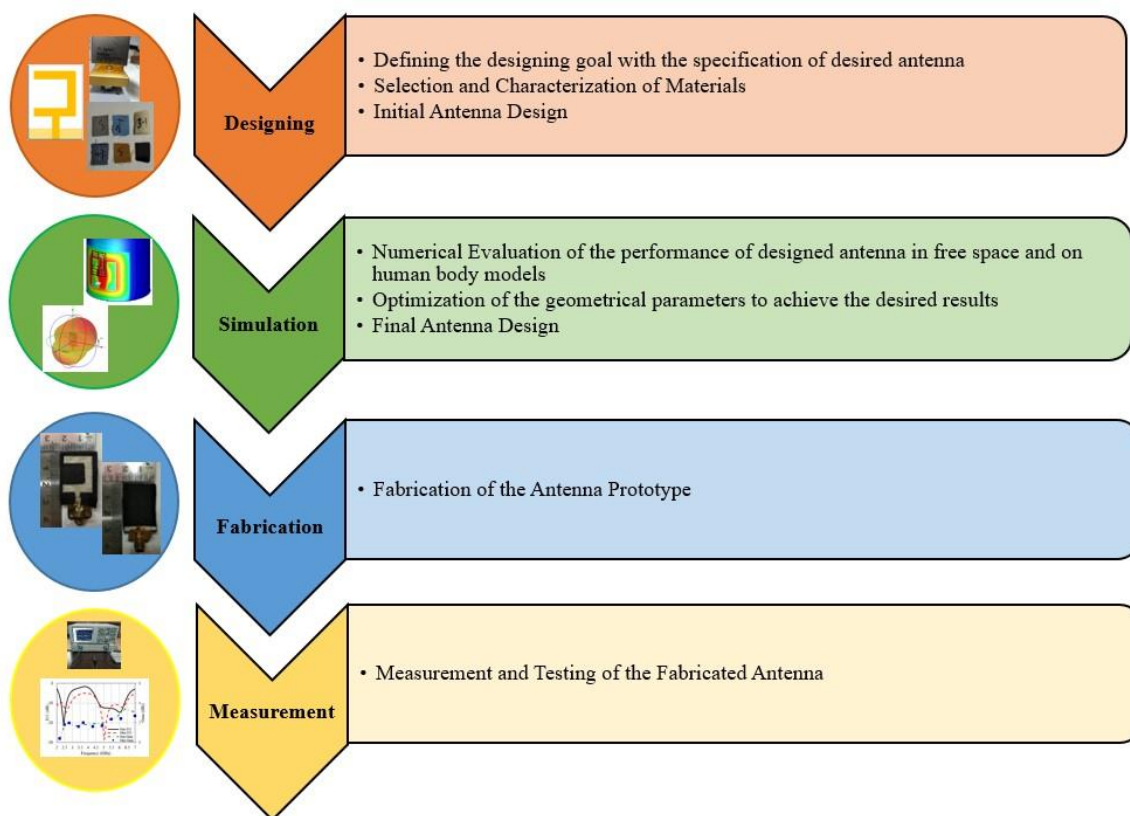 • Defining the designing goal with the specification of desired antenna
• Selection and Characterization of Materials
• Initial Antenna Design
Designing
• Numerical Evaluation of the performance of designed antenna in free space and on
human body models
• Optimization of the geometrical parameters to achieve the desired results
• Final Antenna Design
Simulation
• Fabrication of the Antenna Prototype
Fabrication
• Measurement and Testing of the Fabricated Antenna
Measurement